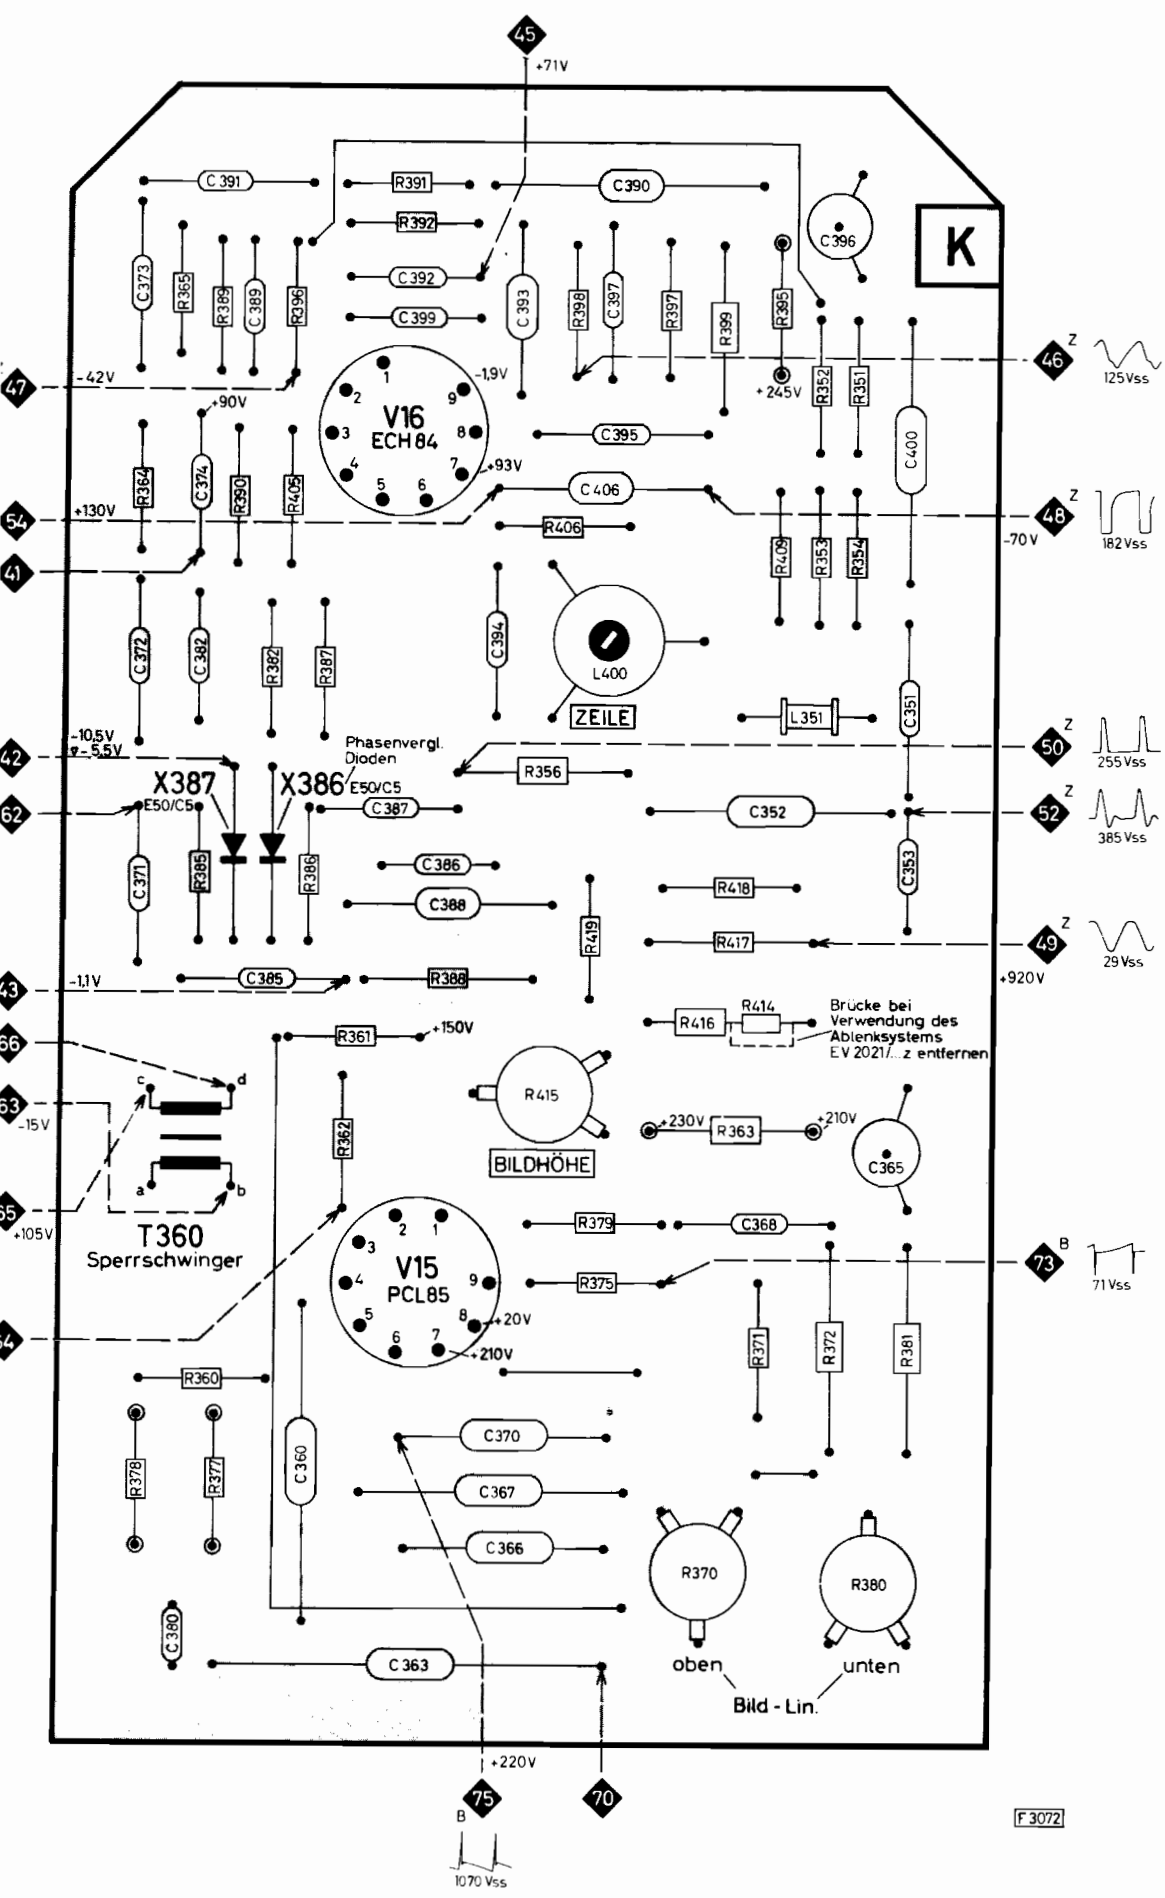 45
+71V
C391
R391
C390
R392
C396
K
C373
R365
R389
C389
R396
C392
C399
C393
R398
C397
R397
R399
R395
R352
R351
C400
46
Z
125Vss
47
-42V
+90V
1
2
3
4
5
6
7
8
9
-1,9V
V16
ECH84
+93V
+245V
C395
R364
C374
R390
R405
C406
54
+130V
R406
48
Z
-70V
182Vss
41
R409
R353
R354
C372
C382
R382
R387
C394
L400
ZEILE
L351
C351
-10,5V
-5,5V
42
Phasenvergl.
Dioden
X387
X386
E50/C5
E50/C5
R356
50
Z
255Vss
62
C387
C352
52
Z
385Vss
C371
R385
R386
C386
C388
R418
C353
R419
R417
49
Z
29Vss
43
-1,1V
C385
R388
+920V
66
R361
+150V
R416
R414
Brücke bei
Verwendung des
Ablenksystems
EV 2021/...z entfernen
63
-15V
c
d
a
b
R362
R415
BILDHÖHE
+230V
R363
+210V
C365
65
+105V
T360
Sperrschwinger
R379
C368
2
1
3
4
5
6
7
8
9
V15
PCL85
+20V
+210V
R375
73
B
71Vss
64
R371
R372
R381
R360
R378
R377
C360
C370
C367
C366
R370
R380
C380
C363
oben
unten
Bild-Lin.
+220V
75
70
B
1070Vss
F3072